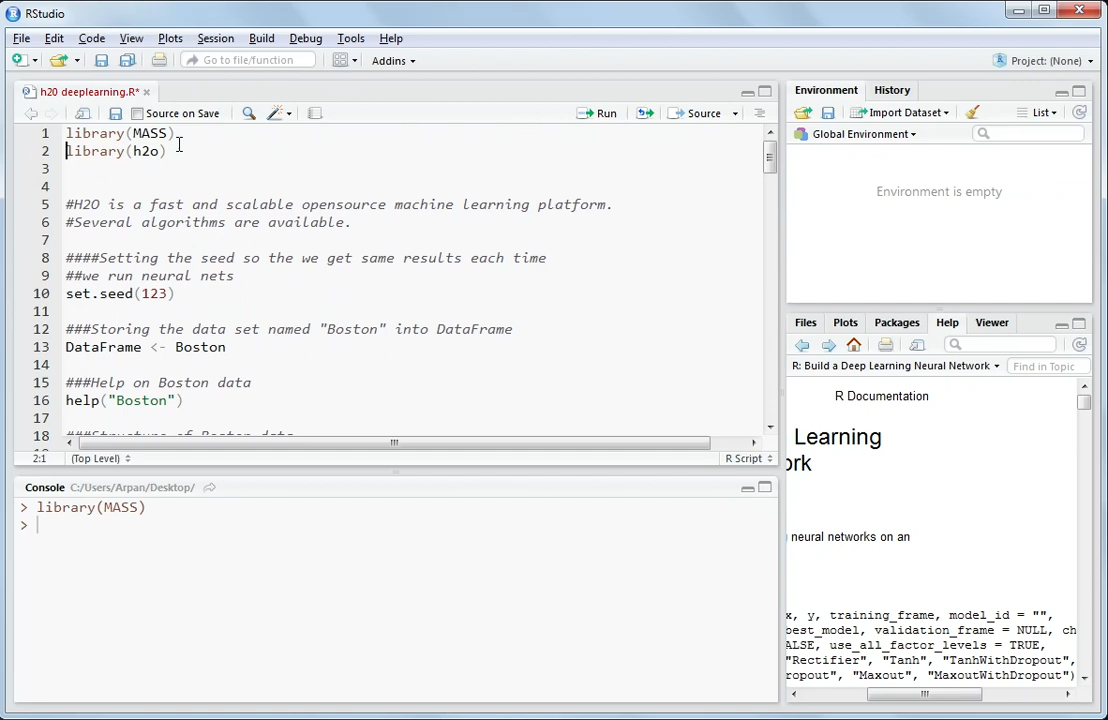 RStudio
File Edit Code View Plots Session Build Debug Tools Help
Go to file/function Addins Project: (None)
h20 deeplearning.R*
Source on Save Run Source
1 library(MASS)
2 library(h2o)
3
4
5 #H2O is a fast and scalable opensource machine learning platform.
6 #Several algorithms are available.
7
8 ####Setting the seed so the we get same results each time
9 ##we run neural nets
10 set.seed(123)
11
12 ###Storing the data set named "Boston" into DataFrame
13 DataFrame <- Boston
14
15 ###Help on Boston data
16 help("Boston")
17
18 ###Structure of Boston data
2:1 (Top Level) R Script
Console C:/Users/Arpan/Desktop/
> library(MASS)
>
Environment History
Import Dataset List
Global Environment
Environment is empty
Files Plots Packages Help Viewer
R: Build a Deep Learning Neural Network Find in Topic
R Documentation
Learning
ork
neural networks on an
x, y, training_frame, model_id = "",
best_model, validation_frame = NULL, ch
ALSE, use_all_factor_levels = TRUE,
"Rectifier", "Tanh", "TanhWithDropout",
ropout", "Maxout", "MaxoutWithDropout")